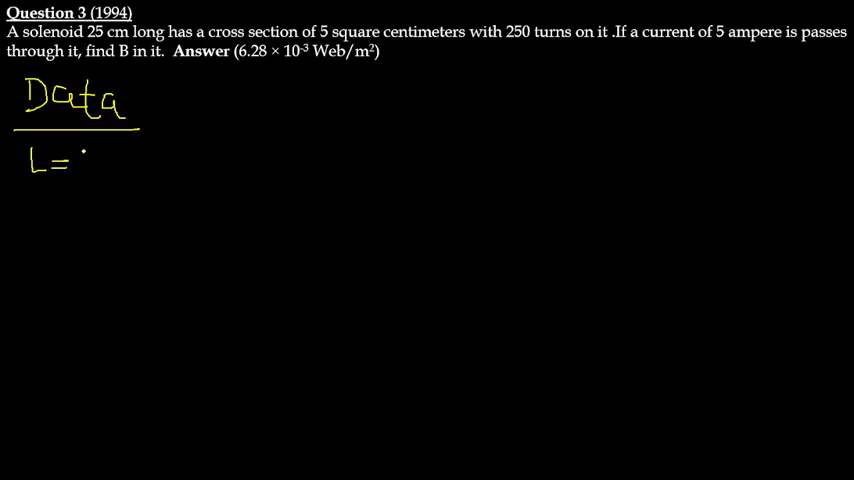 Question 3 (1994)
A solenoid 25 cm long has a cross section of 5 square centimeters with 250 turns on it .If a current of 5 ampere is passes
through it, find B in it. Answer (6.28 × 10⁻³ Web/m²)
Data
L=